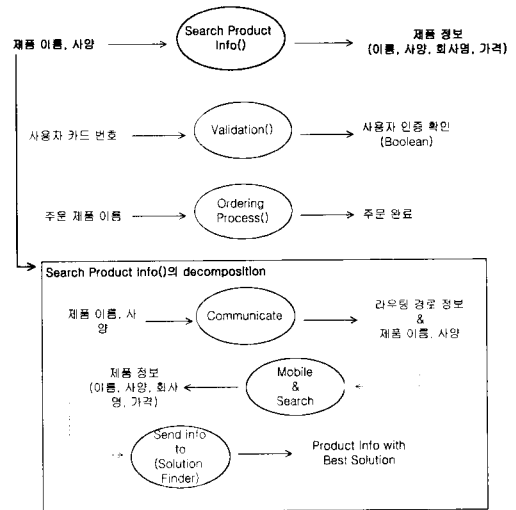 제품 이름, 사양
Search Product
Info()
제품 정보
(이름, 사양, 회사명, 가격)
사용자 카드 번호
Validation()
사용자 인증 확인
(Boolean)
주문 제품 이름
Ordering
Process()
주문 완료
Search Product Info()의 decomposition
제품 이름, 사
양
Communicate
라우팅 경로 정보
&
제품 이름, 사양
제품 정보
(이름, 사양, 회사
명, 가격)
Mobile
&
Search
Send info
to
(Solution
Finder)
Product Info with
Best Solution